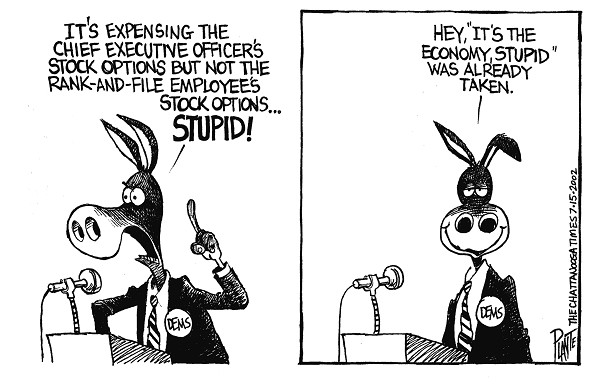 IT'S EXPENSING THE
CHIEF EXECUTIVE OFFICER'S
STOCK OPTIONS BUT NOT THE
RANK-AND-FILE EMPLOYEE'S
STOCK OPTIONS...
STUPID!
DEMS
HEY, "IT'S THE
ECONOMY, STUPID"
WAS ALREADY
TAKEN.
DEMS
PLANTE
THE CHATTANOOGA TIMES 7-15-2002